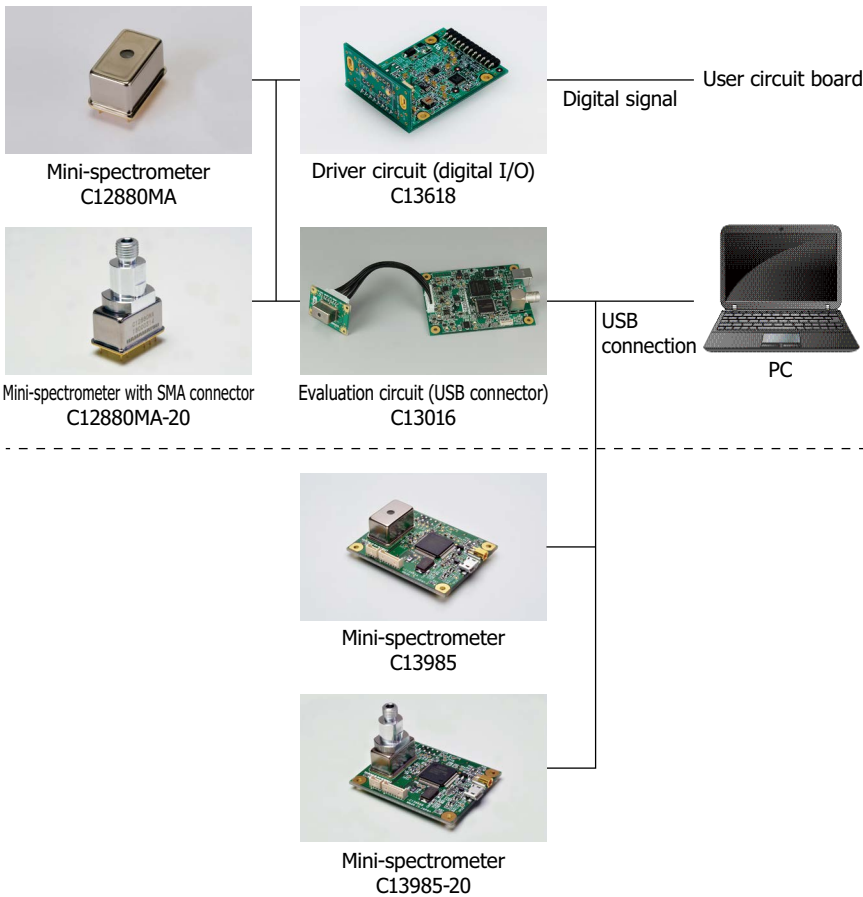 Mini-spectrometer
C12880MA
Driver circuit (digital I/O)
C13618
Digital signal
User circuit board
Mini-spectrometer with SMA connector
C12880MA-20
Evaluation circuit (USB connector)
C13016
USB
connection
PC
Mini-spectrometer
C13985
Mini-spectrometer
C13985-20